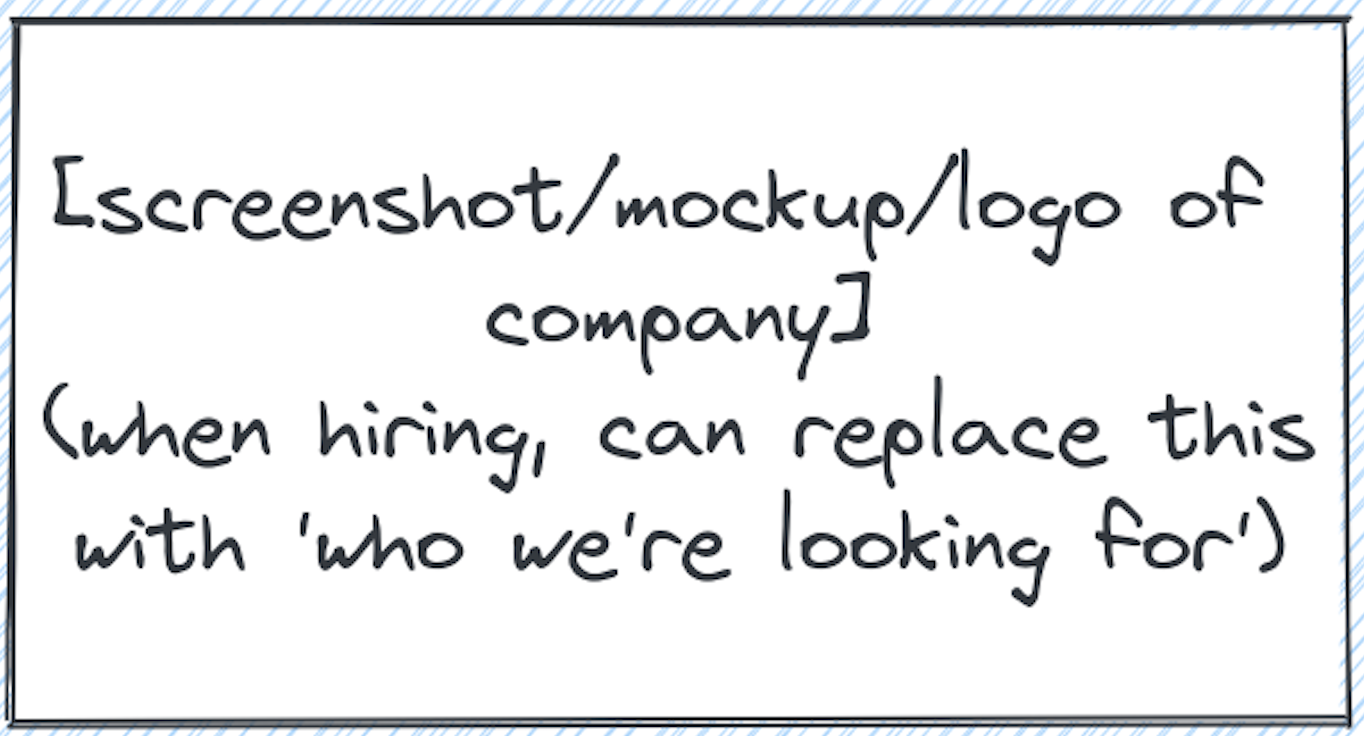 [screenshot/mockup/logo of
company]
(when hiring, can replace this
with 'who we're looking for')